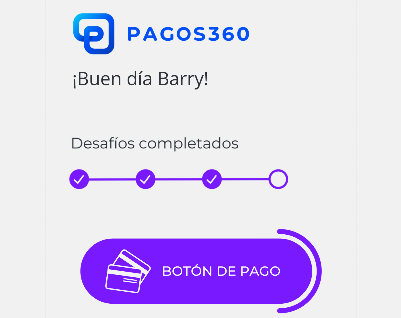 PAGOS360
¡Buen día Barry!
Desafíos completados
BOTÓN DE PAGO